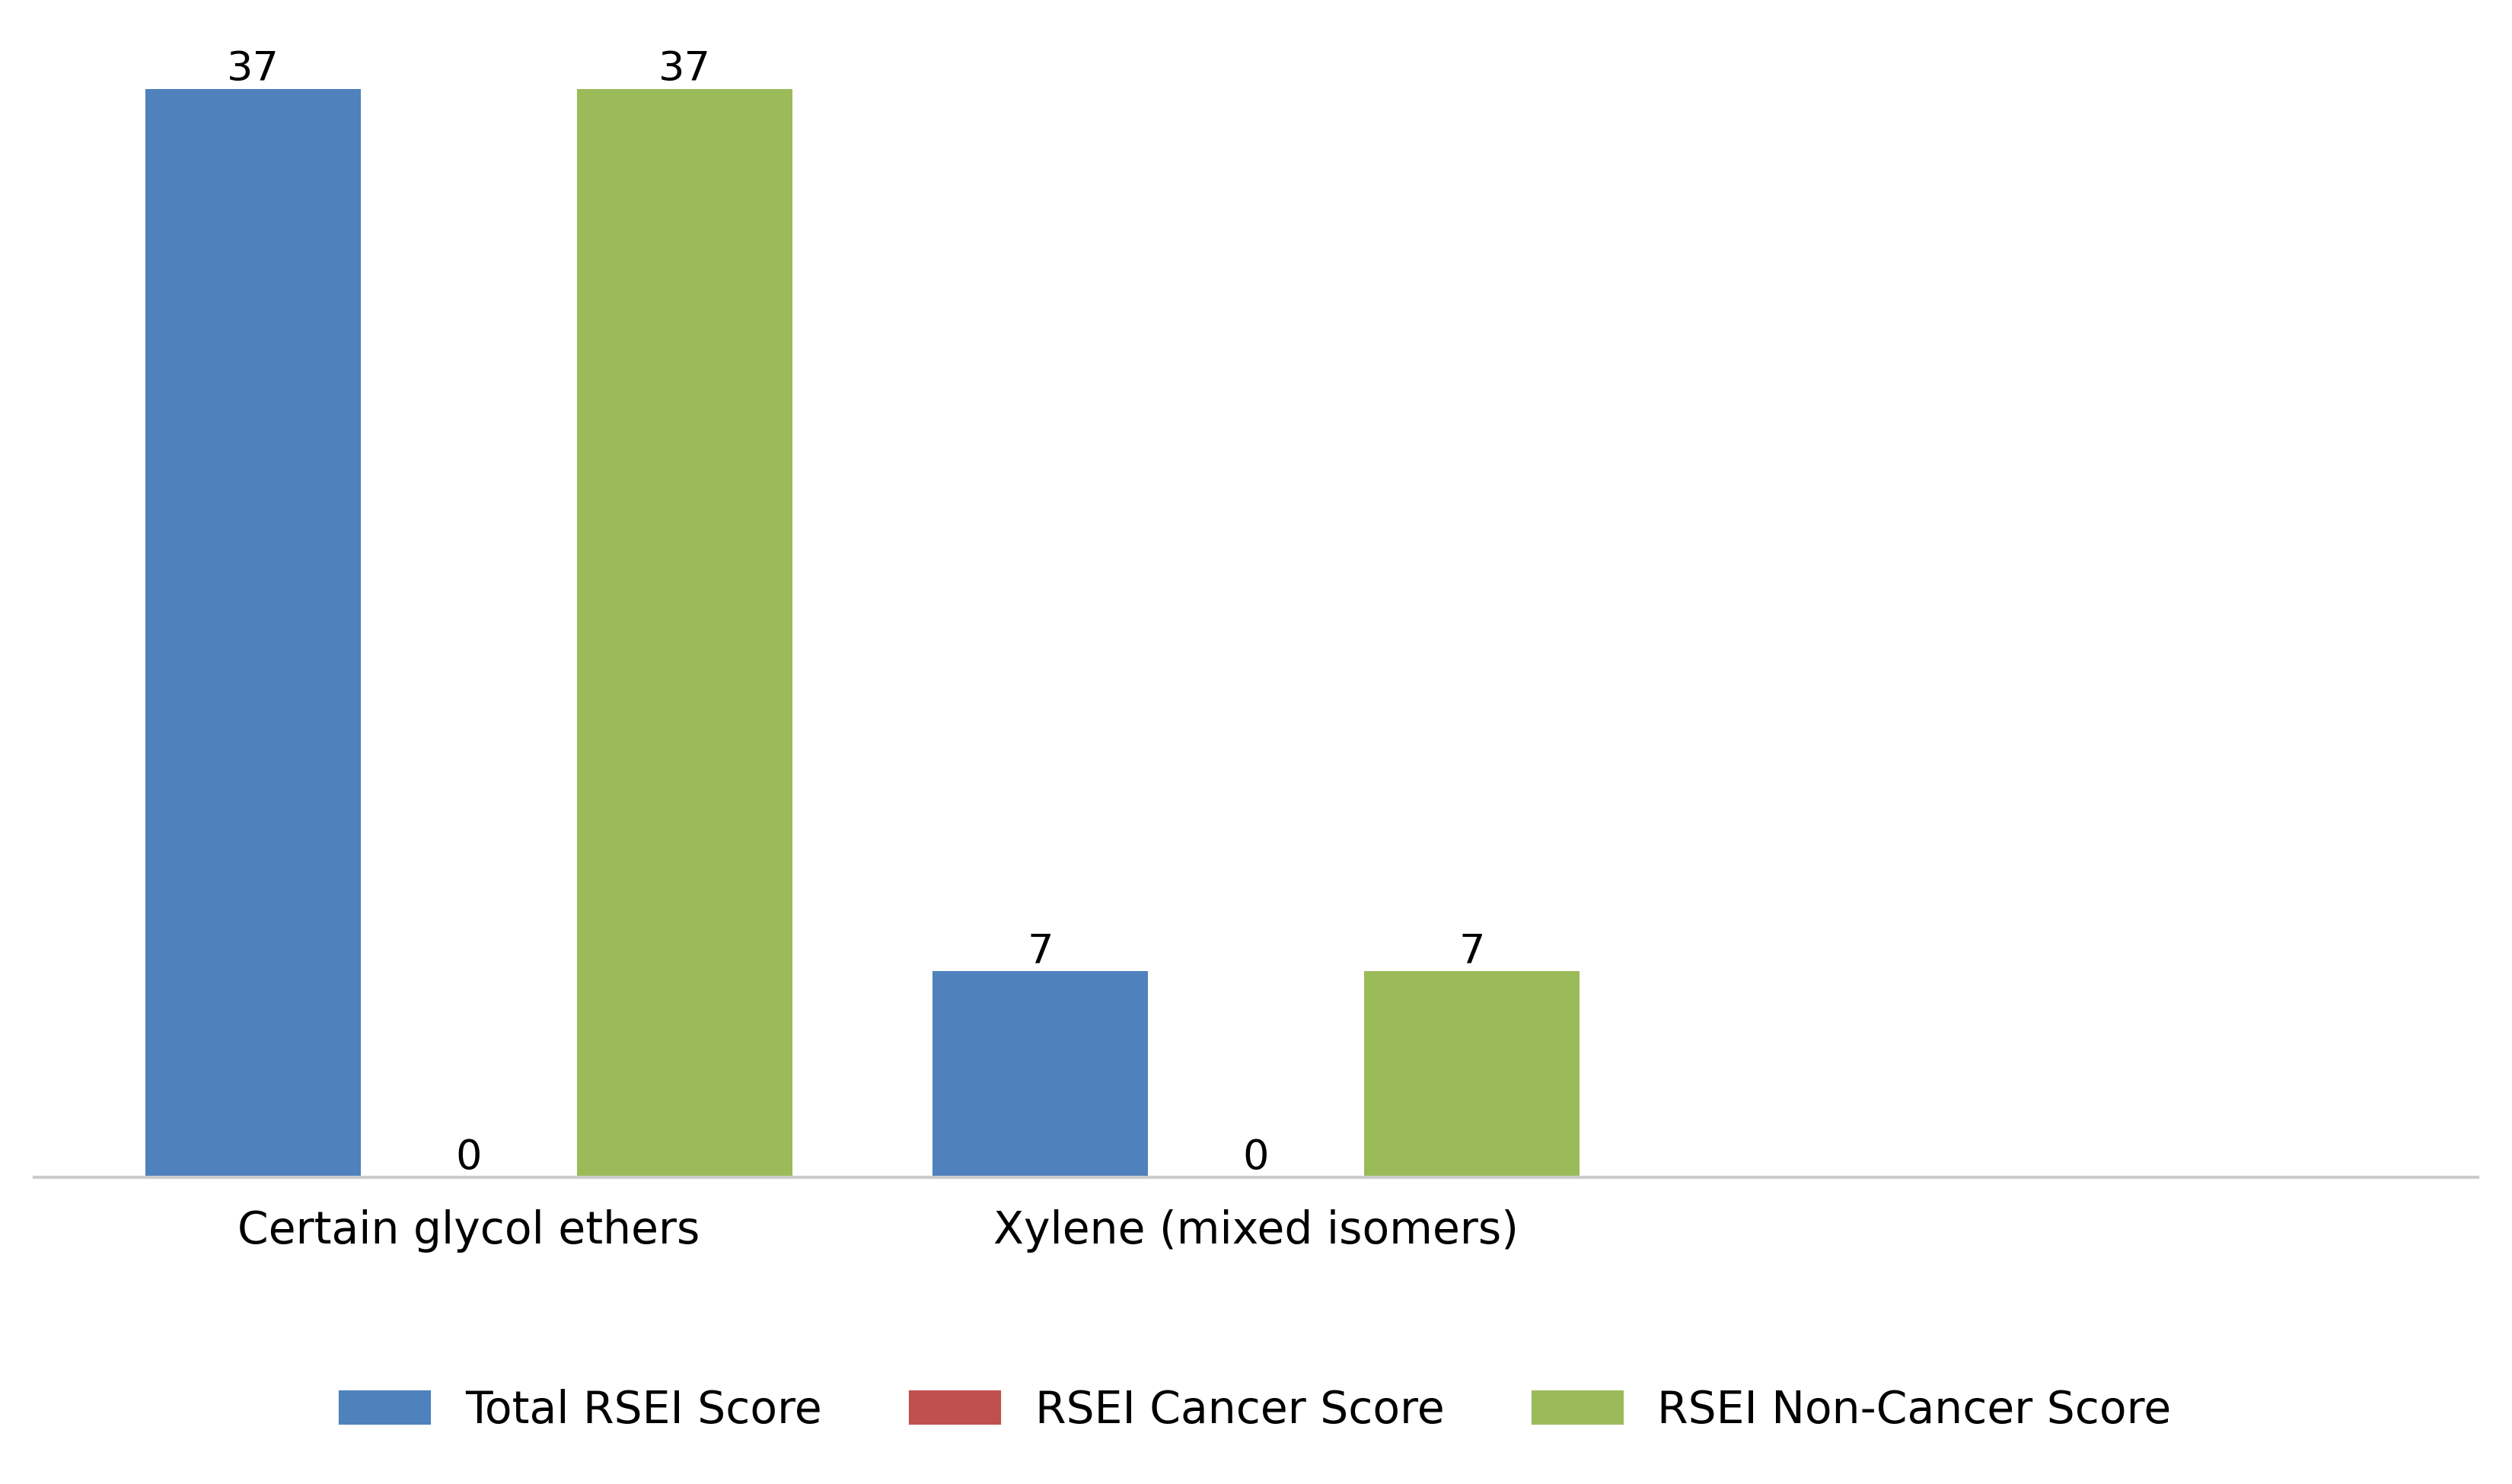 37
37
7
7
0
0
Certain glycol ethers
Xylene (mixed isomers)
Total RSEI Score
RSEI Cancer Score
RSEI Non-Cancer Score